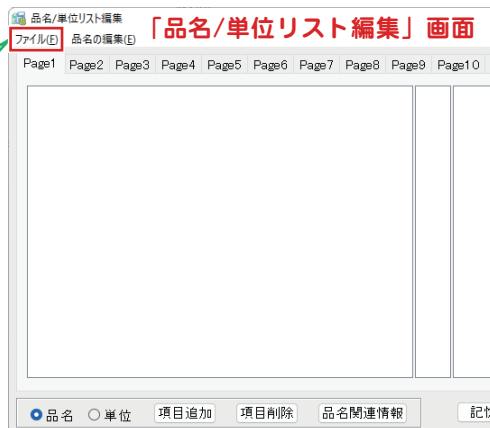 品名/単位リスト編集
「品名/単位リスト編集」画面
ファイル(F) 品名の編集(E)
Page1 Page2 Page3 Page4 Page5 Page6 Page7 Page8 Page9 Page10
品名 単位 項目追加 項目削除 品名関連情報 記